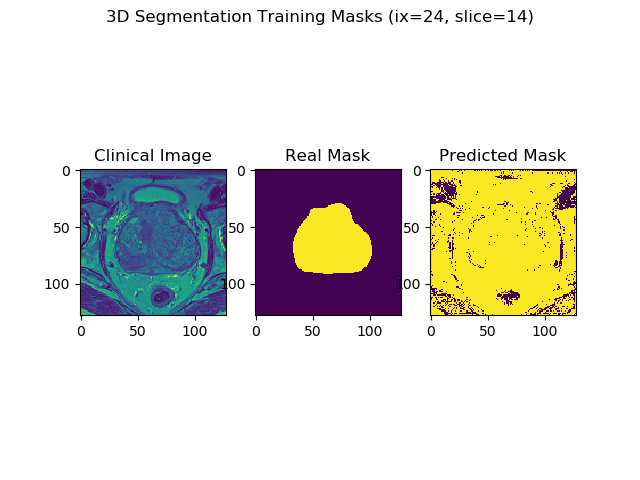 3D Segmentation Training Masks (ix=24, slice=14)
Clinical Image Real Mask Predicted Mask
0 0 0
50 50 50
100 100 100
0 50 100 0 50 100 0 50 100